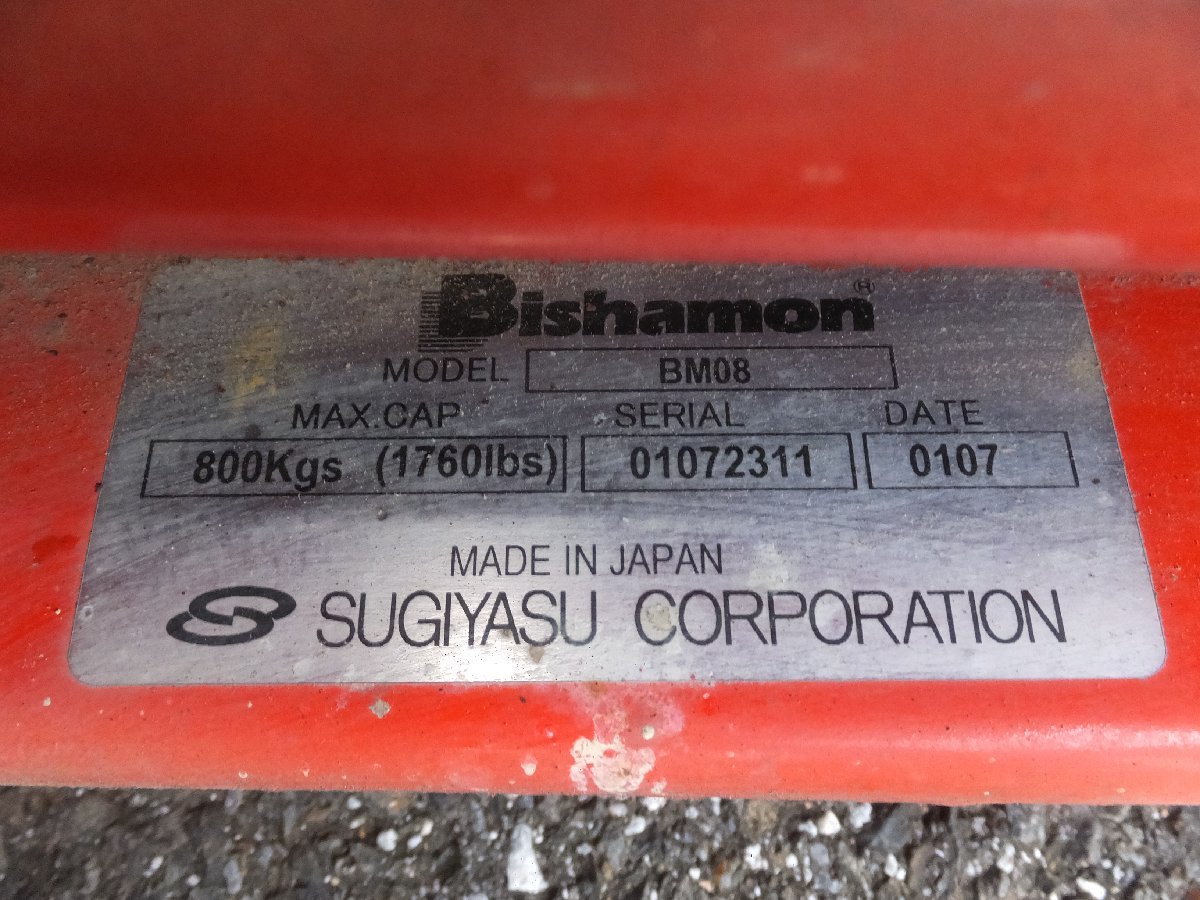 Bishamon®
MODEL BM08
MAX.CAP SERIAL DATE
800Kgs (1760lbs) 01072311 0107
MADE IN JAPAN
SUGIYASU CORPORATION